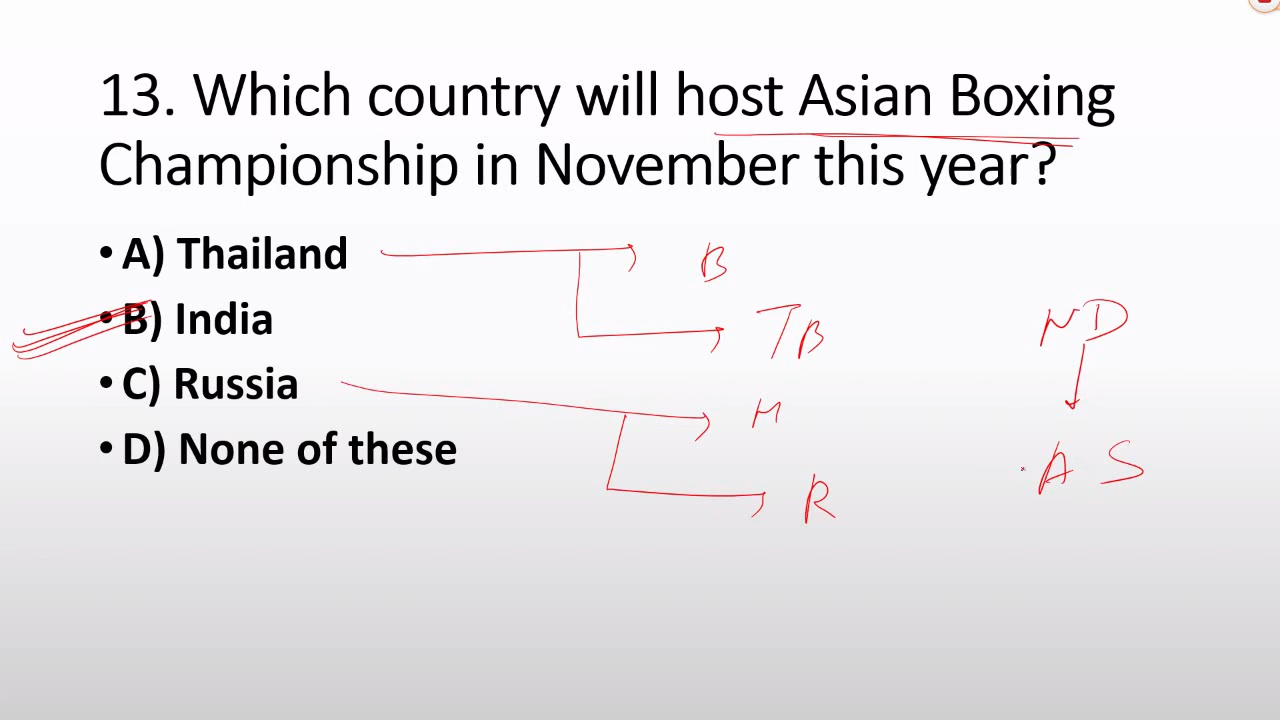 13. Which country will host Asian Boxing
Championship in November this year?
• A) Thailand
B
• B) India
TB
ND
• C) Russia
M
• D) None of these
A S
R